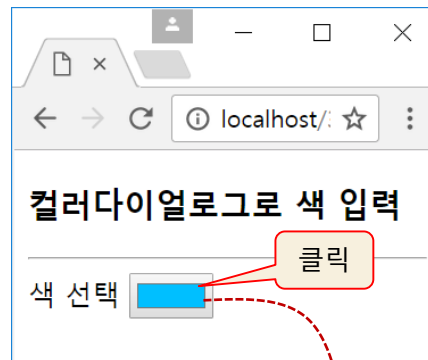 localhost/
컬러다이얼로그로 색 입력
클릭
색 선택